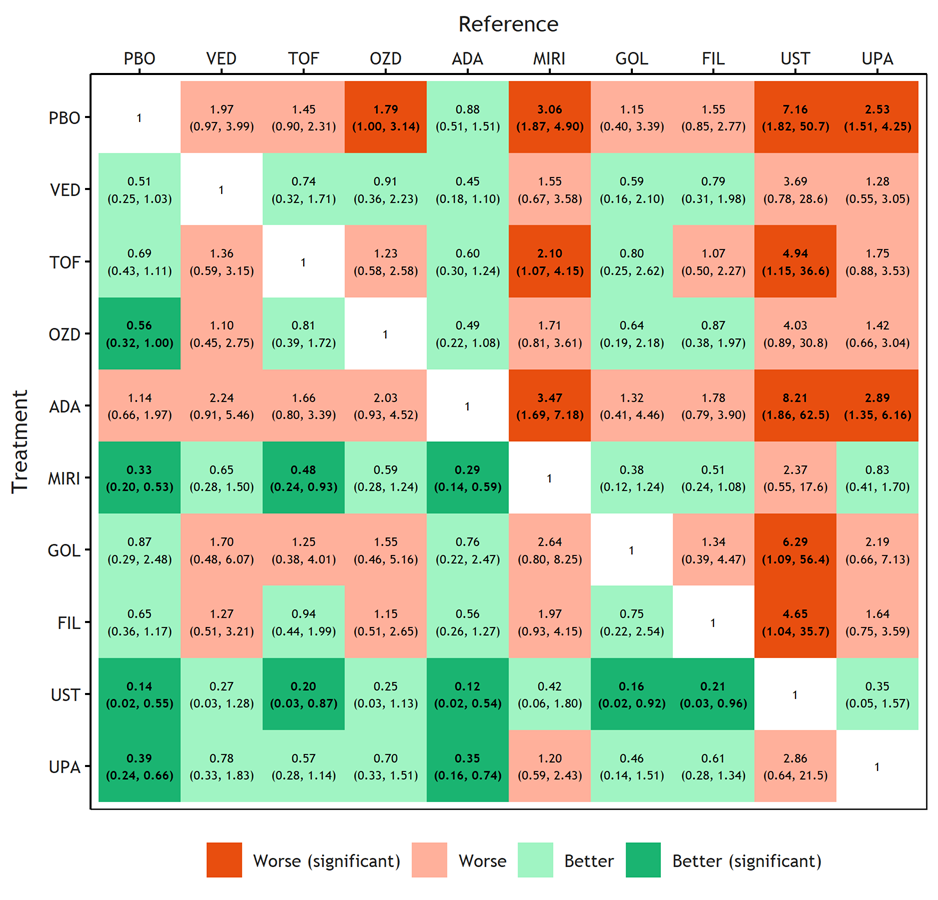 Reference
PBO VED TOF OZD ADA MIRI GOL FIL UST UPA
Treatment
PBO 1 1.97 1.45 1.79 0.88 3.06 1.15 1.55 7.16 2.53
(0.97, 3.99) (0.90, 2.31) (1.00, 3.14) (0.51, 1.51) (1.87, 4.90) (0.40, 3.39) (0.85, 2.77) (1.82, 50.7) (1.51, 4.25)
VED 0.51 1 0.74 0.91 0.45 1.55 0.59 0.79 3.69 1.28
(0.25, 1.03) (0.32, 1.71) (0.36, 2.23) (0.18, 1.10) (0.67, 3.58) (0.16, 2.10) (0.31, 1.98) (0.78, 28.6) (0.55, 3.05)
TOF 0.69 1.36 1 1.23 0.60 2.10 0.80 1.07 4.94 1.75
(0.43, 1.11) (0.59, 3.15) (0.58, 2.58) (0.30, 1.24) (1.07, 4.15) (0.25, 2.62) (0.50, 2.27) (1.15, 36.6) (0.88, 3.53)
OZD 0.56 1.10 0.81 1 0.49 1.71 0.64 0.87 4.03 1.42
(0.32, 1.00) (0.45, 2.75) (0.39, 1.72) (0.22, 1.08) (0.81, 3.61) (0.19, 2.18) (0.38, 1.97) (0.89, 30.8) (0.66, 3.04)
ADA 1.14 2.24 1.66 2.03 1 3.47 1.32 1.78 8.21 2.89
(0.66, 1.97) (0.91, 5.46) (0.80, 3.39) (0.93, 4.52) (1.69, 7.18) (0.41, 4.46) (0.79, 3.90) (1.86, 62.5) (1.35, 6.16)
MIRI 0.33 0.65 0.48 0.59 0.29 1 0.38 0.51 2.37 0.83
(0.20, 0.53) (0.28, 1.50) (0.24, 0.93) (0.28, 1.24) (0.14, 0.59) (0.12, 1.24) (0.24, 1.08) (0.55, 17.6) (0.41, 1.70)
GOL 0.87 1.70 1.25 1.55 0.76 2.64 1 1.34 6.29 2.19
(0.29, 2.48) (0.48, 6.07) (0.38, 4.01) (0.46, 5.16) (0.22, 2.47) (0.80, 8.25) (0.39, 4.47) (1.09, 56.4) (0.66, 7.13)
FIL 0.65 1.27 0.94 1.15 0.56 1.97 0.75 1 4.65 1.64
(0.36, 1.17) (0.51, 3.21) (0.44, 1.99) (0.51, 2.65) (0.26, 1.27) (0.93, 4.15) (0.22, 2.54) (1.04, 35.7) (0.75, 3.59)
UST 0.14 0.27 0.20 0.25 0.12 0.42 0.16 0.21 1 0.35
(0.02, 0.55) (0.03, 1.28) (0.03, 0.87) (0.03, 1.13) (0.02, 0.54) (0.06, 1.80) (0.02, 0.92) (0.03, 0.96) (0.05, 1.57)
UPA 0.39 0.78 0.57 0.70 0.35 1.20 0.46 0.61 2.86 1
(0.24, 0.66) (0.33, 1.83) (0.28, 1.14) (0.33, 1.51) (0.16, 0.74) (0.59, 2.43) (0.14, 1.51) (0.28, 1.34) (0.64, 21.5)
Worse (significant) Worse Better Better (significant)